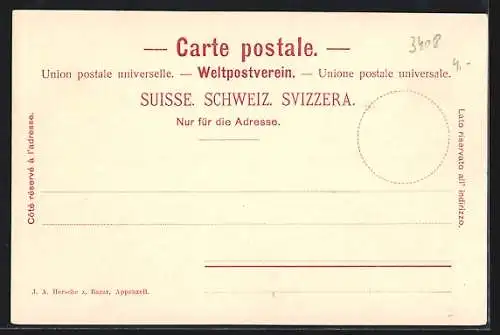 — Carte postale. —
3408
4.-
Union postale universelle. — Weltpostverein. — Unione postale universale.
SUISSE. SCHWEIZ. SVIZZERA.
Nur für die Adresse.
Côté réservé à l'adresse.
Lato riservato all' indirizzo.
J. A. Hersche z. Bazar, Appenzell.